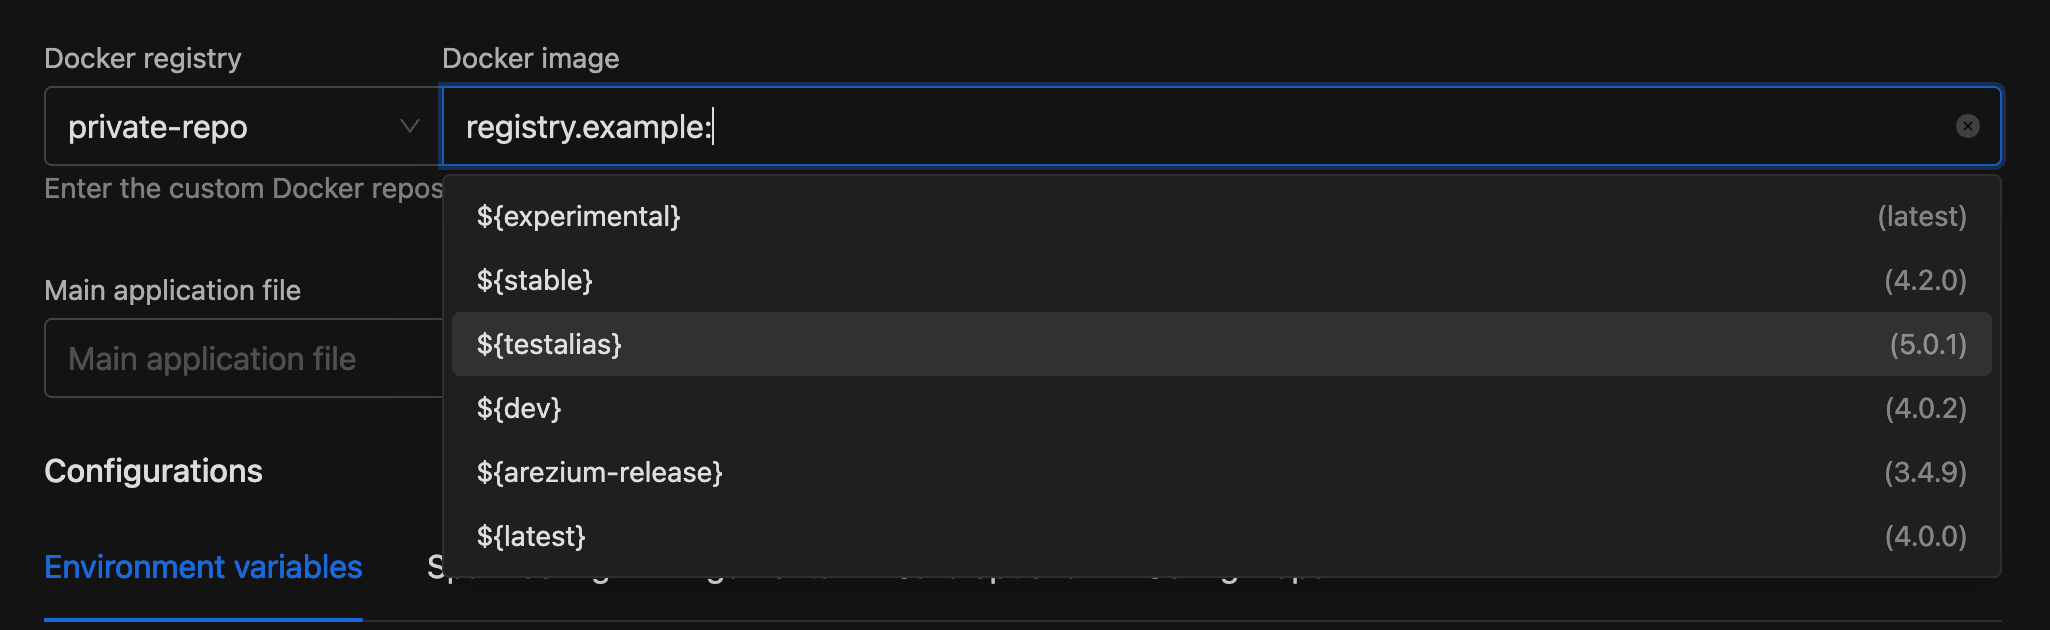 Docker registry
Docker image
private-repo
registry.example:
Enter the custom Docker
${experimental} (latest)
${stable} (4.2.0)
Main application file
${testalias} (5.0.1)
Main application file
${dev} (4.0.2)
Configurations
${arezium-release} (3.4.9)
${latest} (4.0.0)
Environment variables